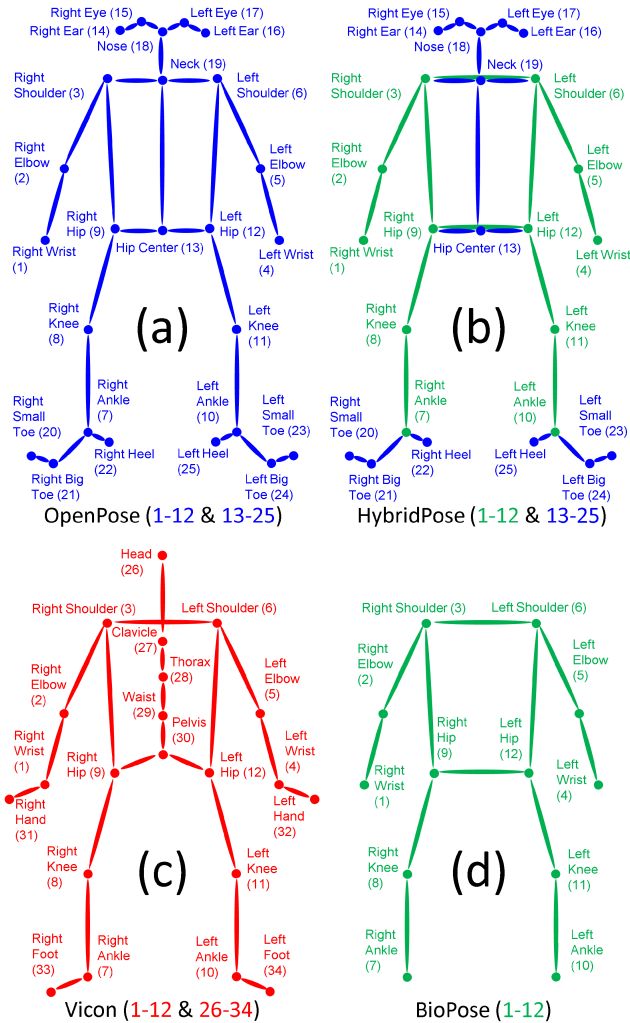 Right Eye (15) Left Eye (17)
Right Ear (14) Left Ear (16)
Nose (18)
Neck (19)
Right
Shoulder (3)
Left
Shoulder (6)
Right
Elbow
(2)
Left
Elbow
(5)
Right
Hip (9)
Left
Hip (12)
Hip Center (13)
Right Wrist
(1)
Left Wrist
(4)
Right
Knee
(8)
(a)
Left
Knee
(11)
Right
Small
Toe (20)
Right
Ankle
(7)
Left
Ankle
(10)
Left
Small
Toe (23)
Right Heel
(22)
Left Heel
(25)
Right Big
Toe (21)
Left Big
Toe (24)
OpenPose (1-12 & 13-25)
Right Eye (15) Left Eye (17)
Right Ear (14) Left Ear (16)
Nose (18)
Neck (19)
Right
Shoulder (3)
Left
Shoulder (6)
Right
Elbow
(2)
Left
Elbow
(5)
Right
Hip (9)
Left
Hip (12)
Hip Center (13)
Right Wrist
(1)
Left Wrist
(4)
Right
Knee
(8)
(b)
Left
Knee
(11)
Right
Small
Toe (20)
Right
Ankle
(7)
Left
Ankle
(10)
Left
Small
Toe (23)
Right Heel
(22)
Left Heel
(25)
Right Big
Toe (21)
Left Big
Toe (24)
HybridPose (1-12 & 13-25)
Head
(26)
Right Shoulder (3) Left Shoulder (6)
Clavicle
(27)
Thorax
(28)
Right
Elbow
(2)
Left
Elbow
(5)
Waist
(29)
Pelvis
(30)
Right
Wrist
(1)
Right
Hip (9)
Left
Hip (12)
Left
Wrist
(4)
Right
Hand
(31)
Left
Hand
(32)
Right
Knee
(8)
(c)
Left
Knee
(11)
Right
Foot
(33)
Right
Ankle
(7)
Left
Ankle
(10)
Left
Foot
(34)
Vicon (1-12 & 26-34)
Right Shoulder (3) Left Shoulder (6)
Right
Elbow
(2)
Left
Elbow
(5)
Right
Hip
(9)
Left
Hip
(12)
Right
Wrist
(1)
Left
Wrist
(4)
Right
Knee
(8)
(d)
Left
Knee
(11)
Right
Ankle
(7)
Left
Ankle
(10)
BioPose (1-12)